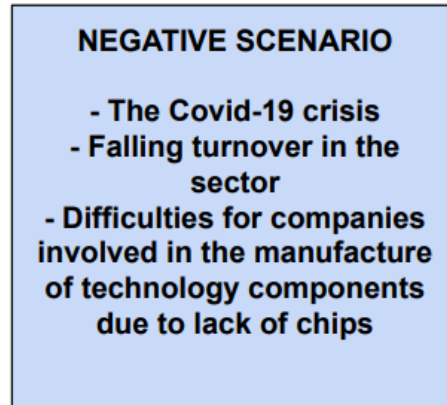 NEGATIVE SCENARIO
- The Covid-19 crisis
- Falling turnover in the
sector
- Difficulties for companies
involved in the manufacture
of technology components
due to lack of chips